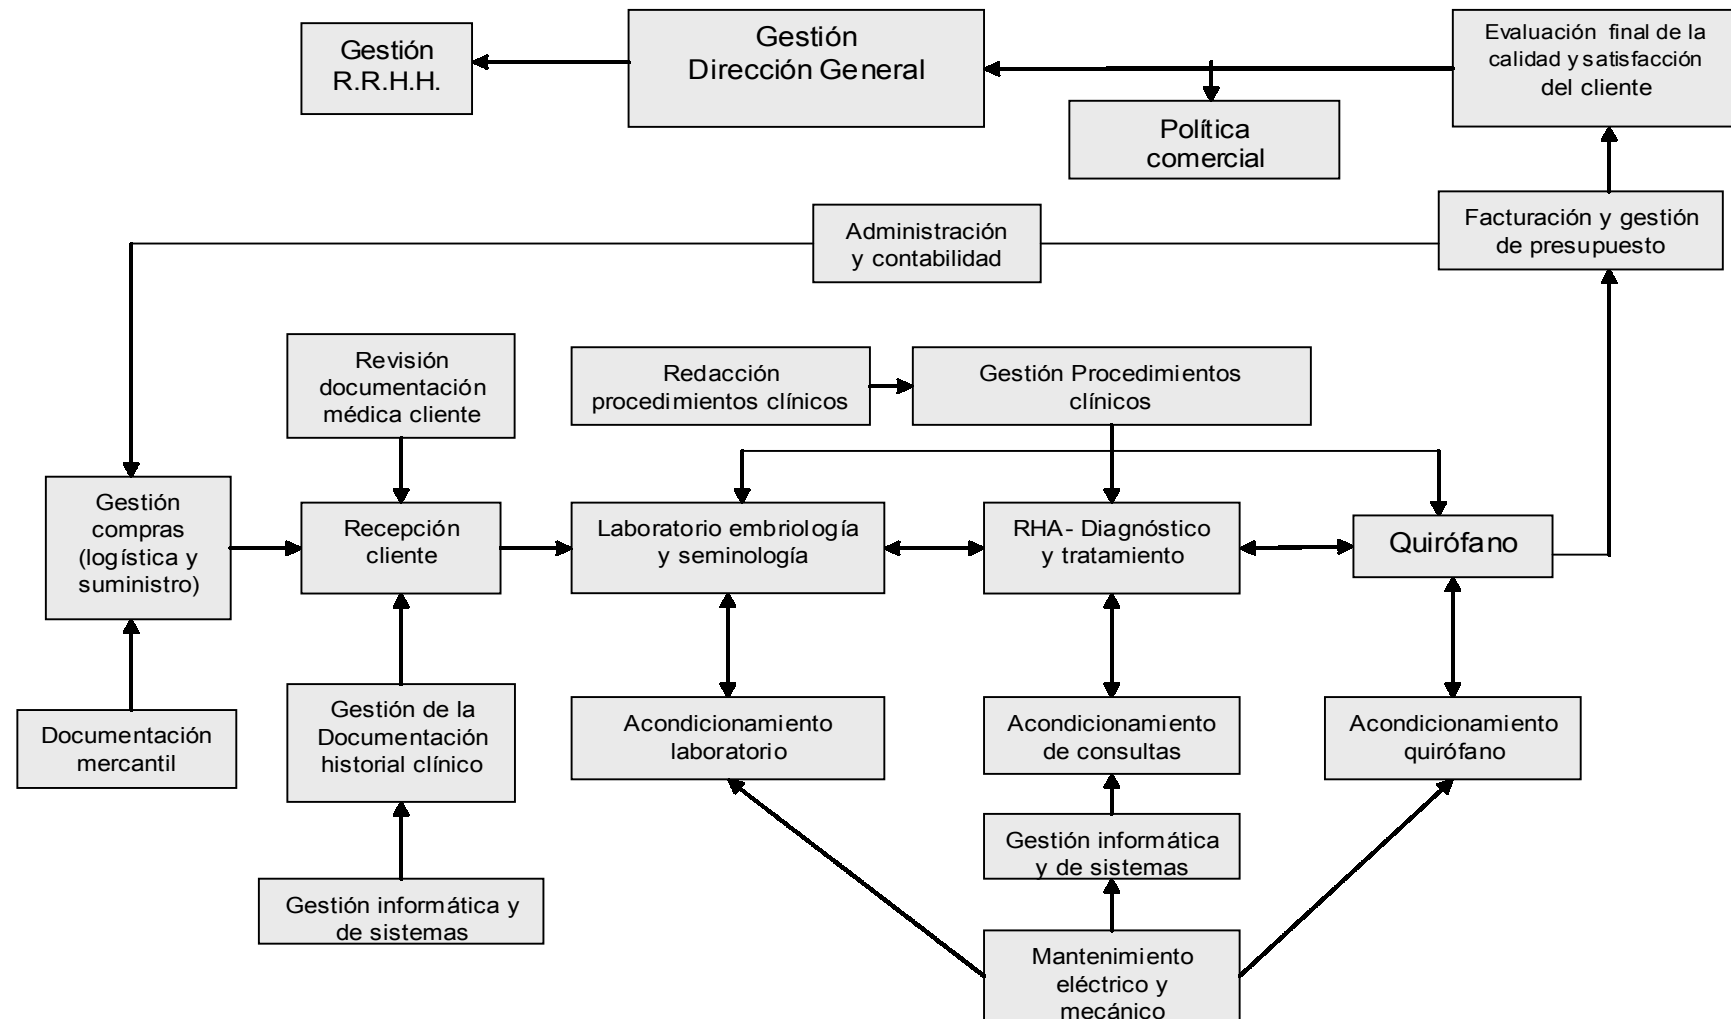 Gestión
R.R.H.H.
Gestión
Dirección General
Evaluación final de la
calidad y satisfacción
del cliente
Política
comercial
Administración
y contabilidad
Facturación y gestión
de presupuesto
Revisión
documentación
médica cliente
Redacción
procedimientos clínicos
Gestión Procedimientos
clínicos
Gestión
compras
(logística y
suministro)
Recepción
cliente
Laboratorio embriología
y seminología
RHA- Diagnóstico
y tratamiento
Quirófano
Documentación
mercantil
Gestión de la
Documentación
historial clínico
Acondicionamiento
laboratorio
Acondicionamiento
de consultas
Acondicionamiento
quirófano
Gestión informática
y de sistemas
Gestión informática y
de sistemas
Mantenimiento
eléctrico y
mecánico